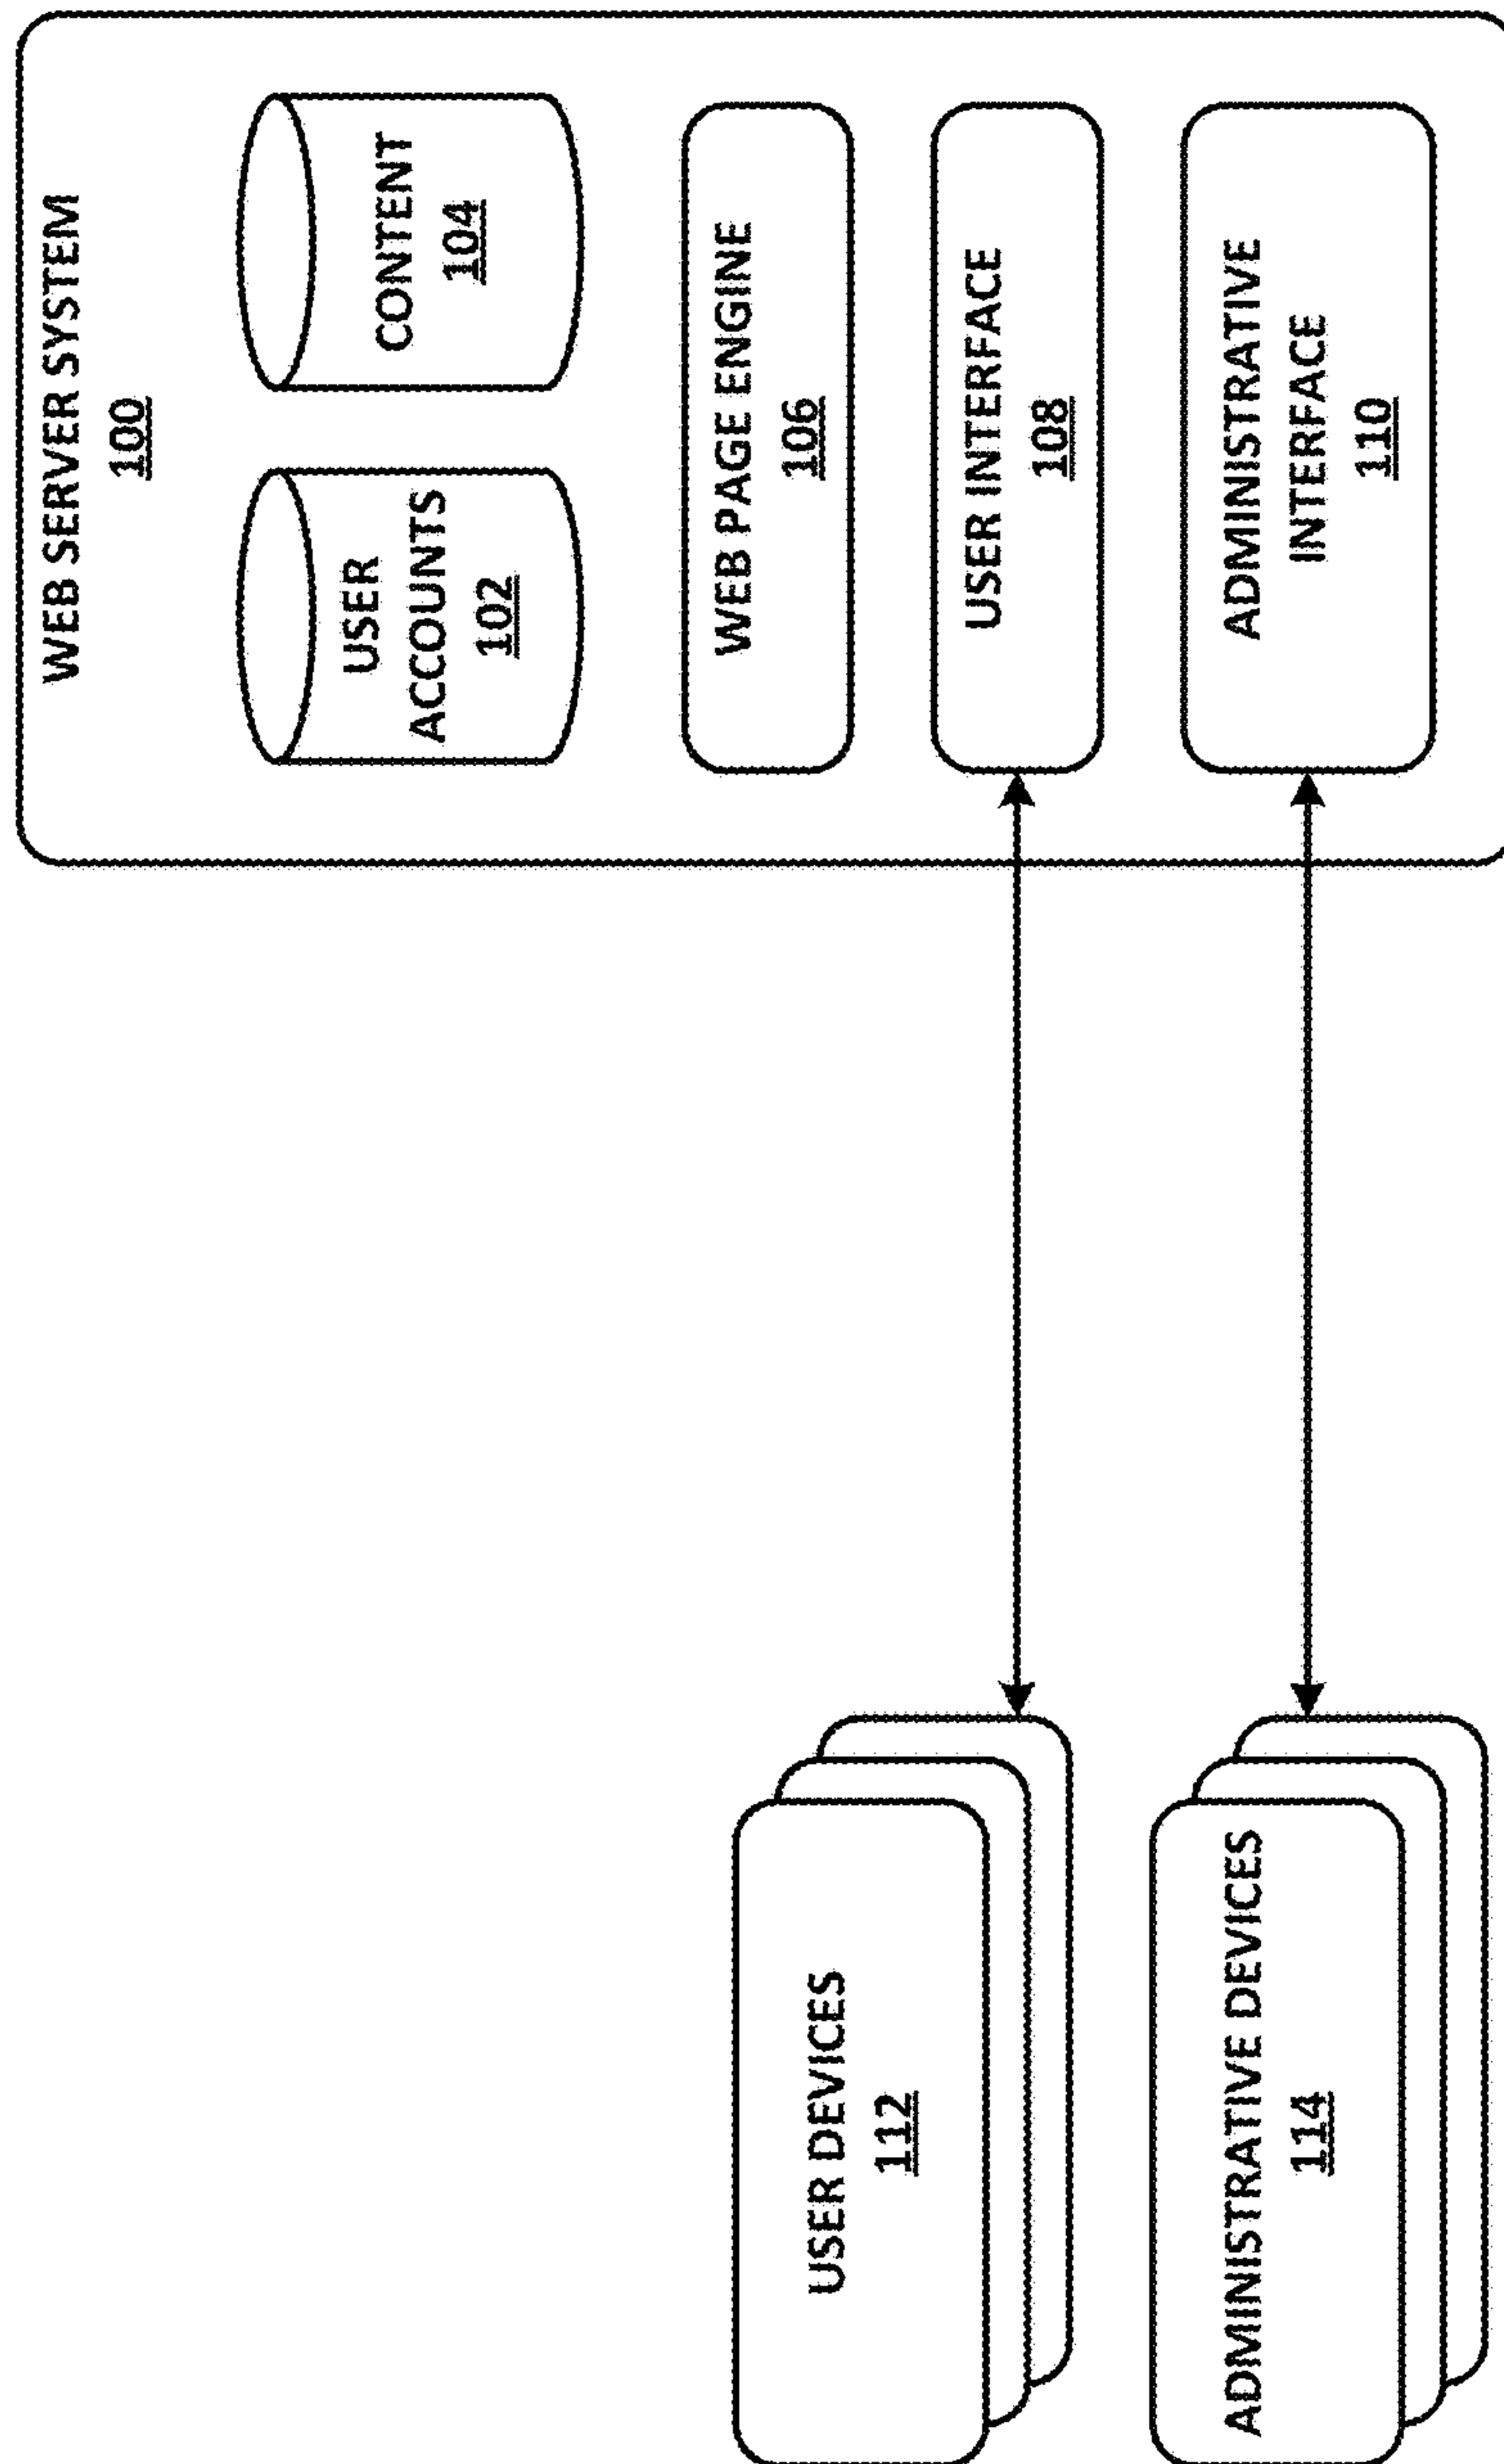 WEB SERVER SYSTEM
100
USER
ACCOUNTS
102
CONTENT
104
WEB PAGE ENGINE
106
USER DEVICES
112
USER INTERFACE
108
ADMINISTRATIVE DEVICES
114
ADMINISTRATIVE
INTERFACE
110